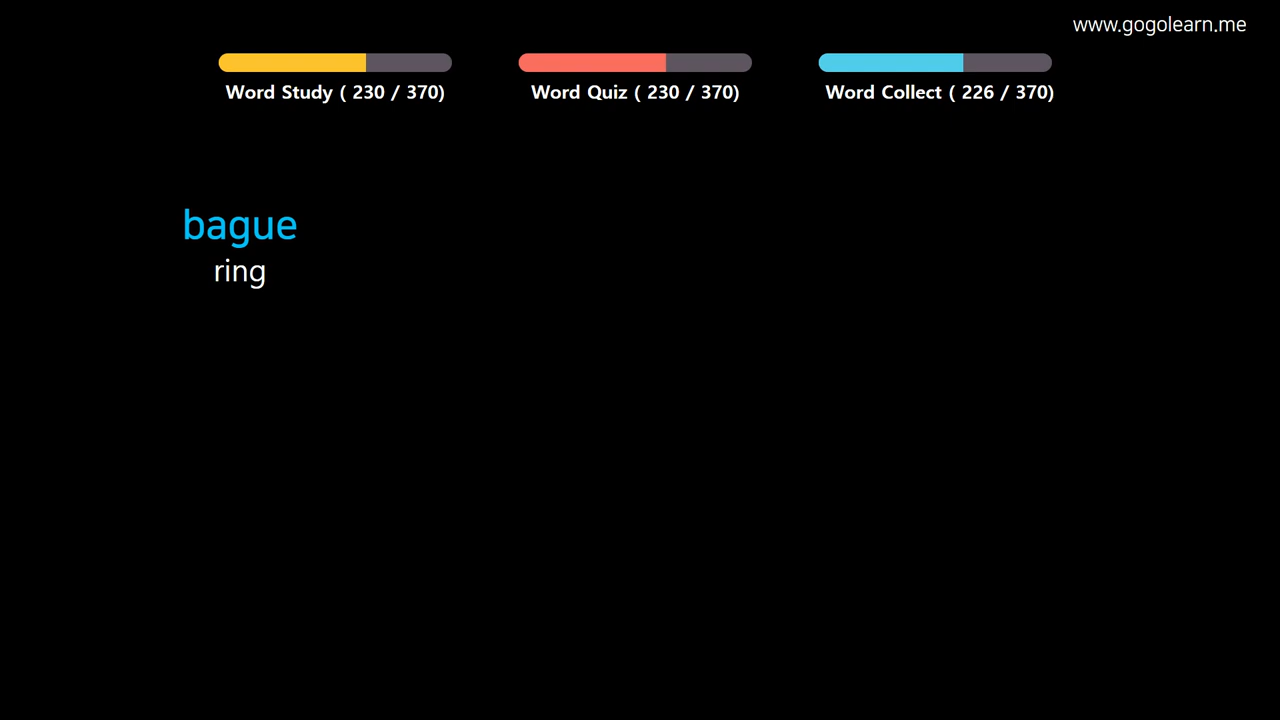 www.gogolearn.me
Word Study ( 230 / 370)
Word Quiz ( 230 / 370)
Word Collect ( 226 / 370)
bague
ring